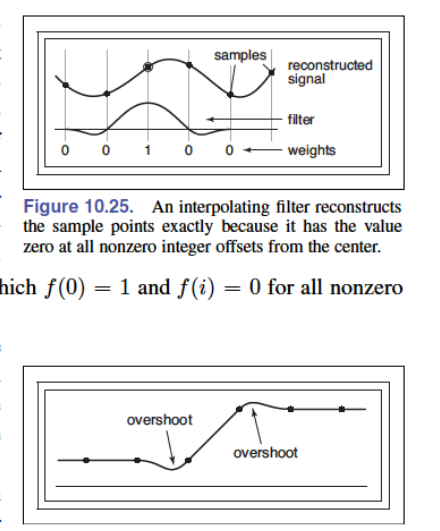 samples
reconstructed
signal
filter
0 0 1 0 0 weights
Figure 10.25. An interpolating filter reconstructs
the sample points exactly because it has the value
zero at all nonzero integer offsets from the center.
hich f(0) = 1 and f(i) = 0 for all nonzero
overshoot
overshoot